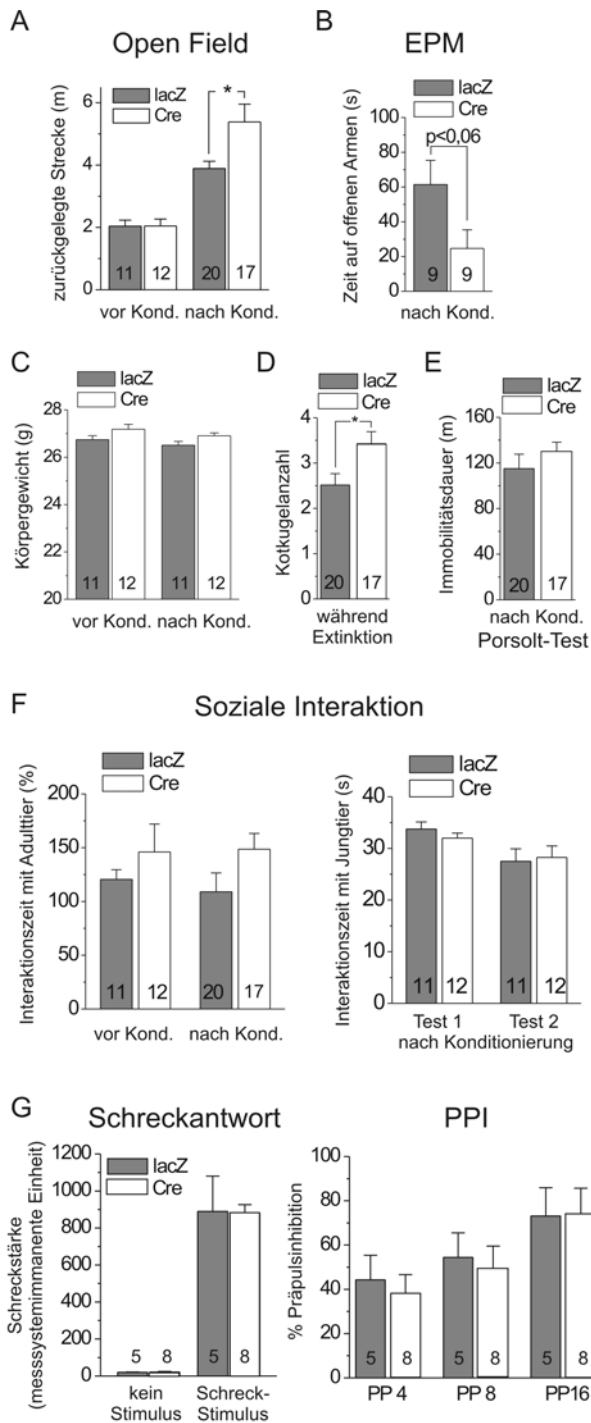 A
Open Field
lacZ
Cre
zurückgelegte Strecke (m)
6
4
2
0
*
11
12
20
17
vor Kond.
nach Kond.
B
EPM
lacZ
Cre
Zeit auf offenen Armen (s)
100
80
60
40
20
0
p<0,06
9
9
nach Kond.
C
lacZ
Cre
Körpergewicht (g)
28
26
24
22
20
11
12
11
12
vor Kond.
nach Kond.
D
lacZ
Cre
Kotkugelanzahl
4
3
2
1
0
*
20
17
während
Extinktion
E
lacZ
Cre
Immobilitätsdauer (m)
160
120
80
40
0
20
17
nach Kond.
Porsolt-Test
F
Soziale Interaktion
lacZ
Cre
Interaktionszeit mit Adulttier (%)
200
150
100
50
0
11
12
20
17
vor Kond.
nach Kond.
lacZ
Cre
Interaktionszeit mit Jungtier (s)
40
30
20
10
0
11
12
11
12
Test 1
Test 2
nach Konditionierung
G
Schreckantwort
lacZ
Cre
Schreckstärke
(messsystemimmanente Einheit)
1200
1000
800
600
400
200
0
5
8
5
8
kein
Stimulus
Schreck-
Stimulus
PPI
% Präpulsinhibition
100
80
60
40
20
0
5
8
5
8
5
8
PP 4
PP 8
PP16